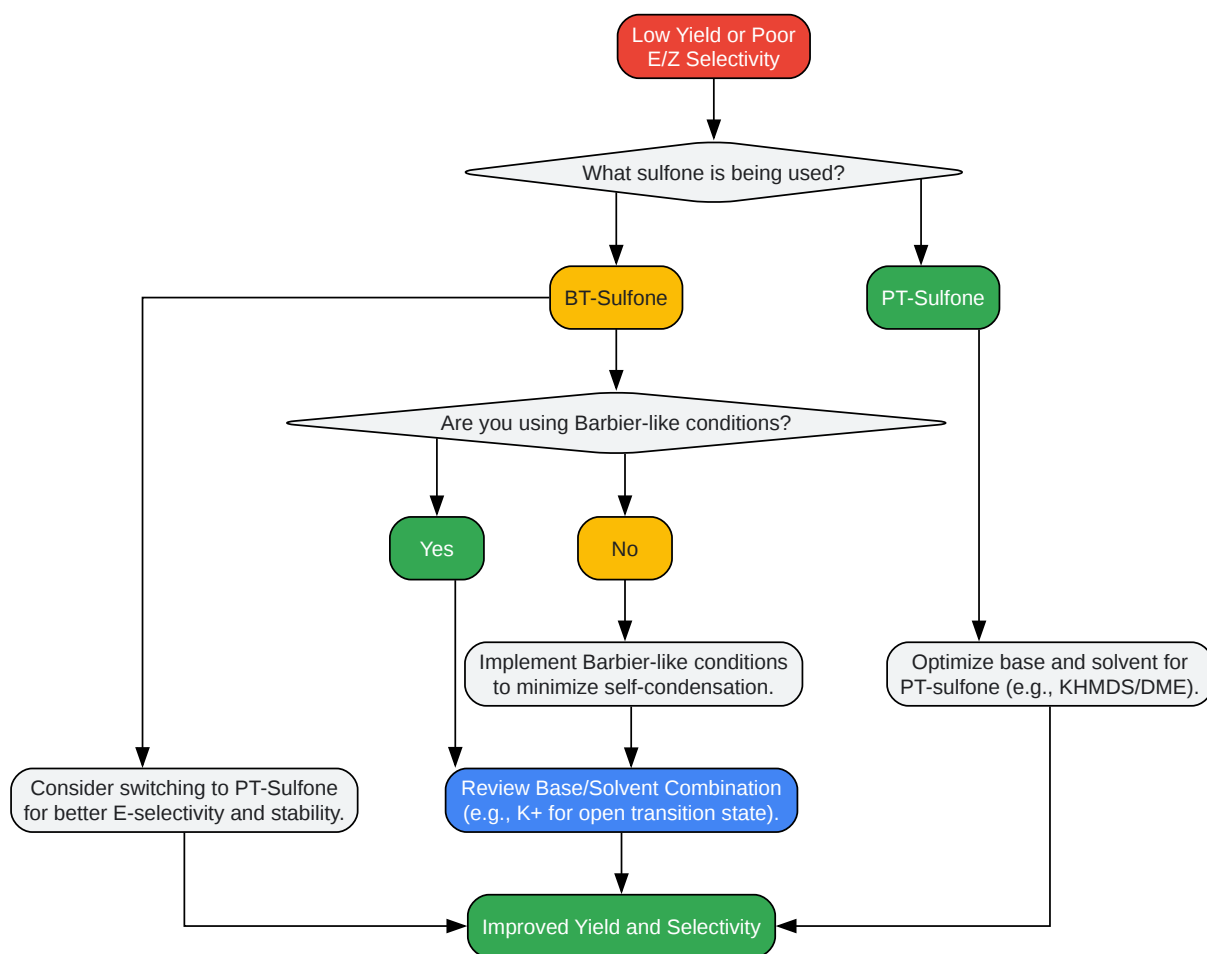 Low Yield or Poor
E/Z Selectivity
What sulfone is being used?
BT-Sulfone
PT-Sulfone
Are you using Barbier-like conditions?
Yes
No
Implement Barbier-like conditions
to minimize self-condensation.
Optimize base and solvent for
PT-sulfone (e.g., KHMDS/DME).
Consider switching to PT-Sulfone
for better E-selectivity and stability.
Review Base/Solvent Combination
(e.g., K+ for open transition state).
Improved Yield and Selectivity